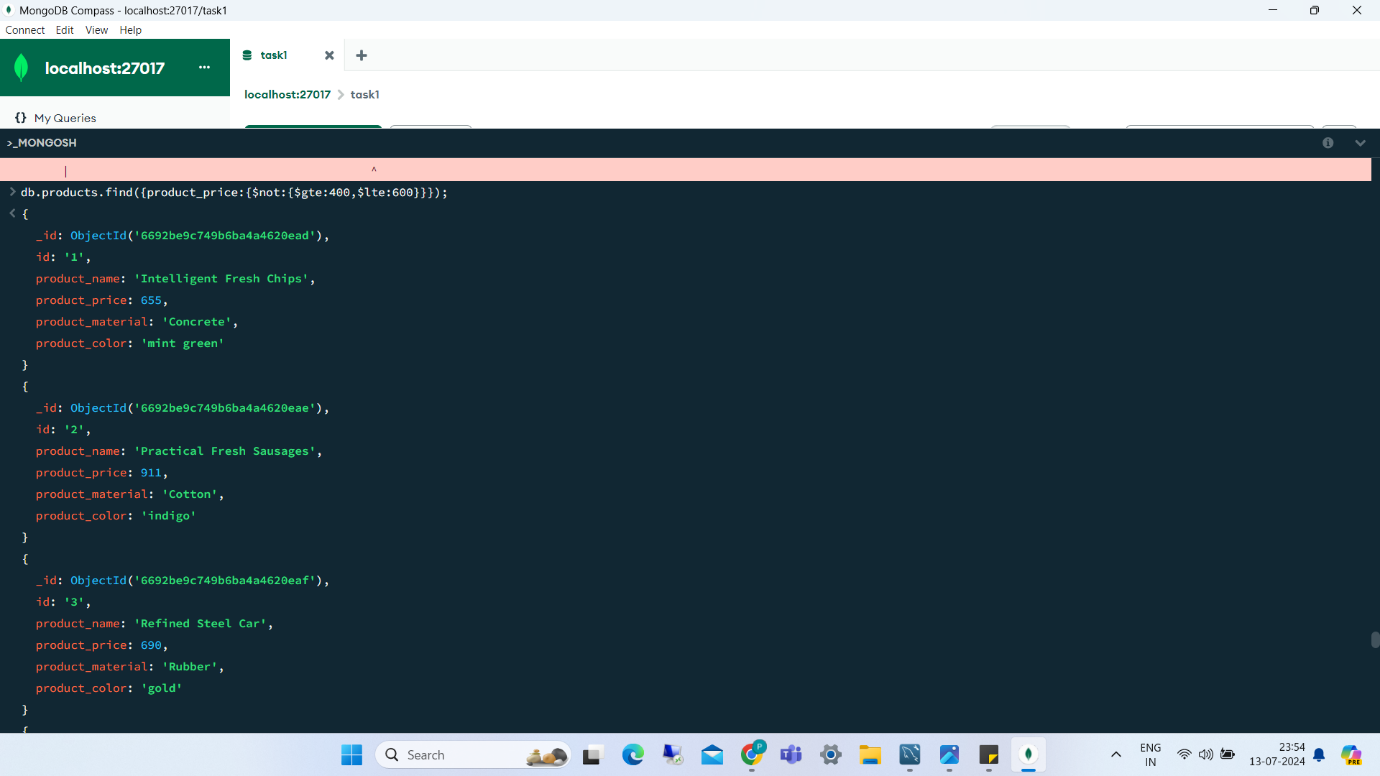 MongoDB Compass - localhost:27017/task1
Connect Edit View Help
localhost:27017 ...
task1
localhost:27017 > task1
{} My Queries
>_MONGOSH
| ^
> db.products.find({product_price:{$not:{$gte:400,$lte:600}}});
< {
_id: ObjectId('6692be9c749b6ba4a4620ead'),
id: '1',
product_name: 'Intelligent Fresh Chips',
product_price: 655,
product_material: 'Concrete',
product_color: 'mint green'
}
{
_id: ObjectId('6692be9c749b6ba4a4620eae'),
id: '2',
product_name: 'Practical Fresh Sausages',
product_price: 911,
product_material: 'Cotton',
product_color: 'indigo'
}
{
_id: ObjectId('6692be9c749b6ba4a4620eaf'),
id: '3',
product_name: 'Refined Steel Car',
product_price: 690,
product_material: 'Rubber',
product_color: 'gold'
}
{
Search
P
ENG
IN
23:54
13-07-2024
PRE